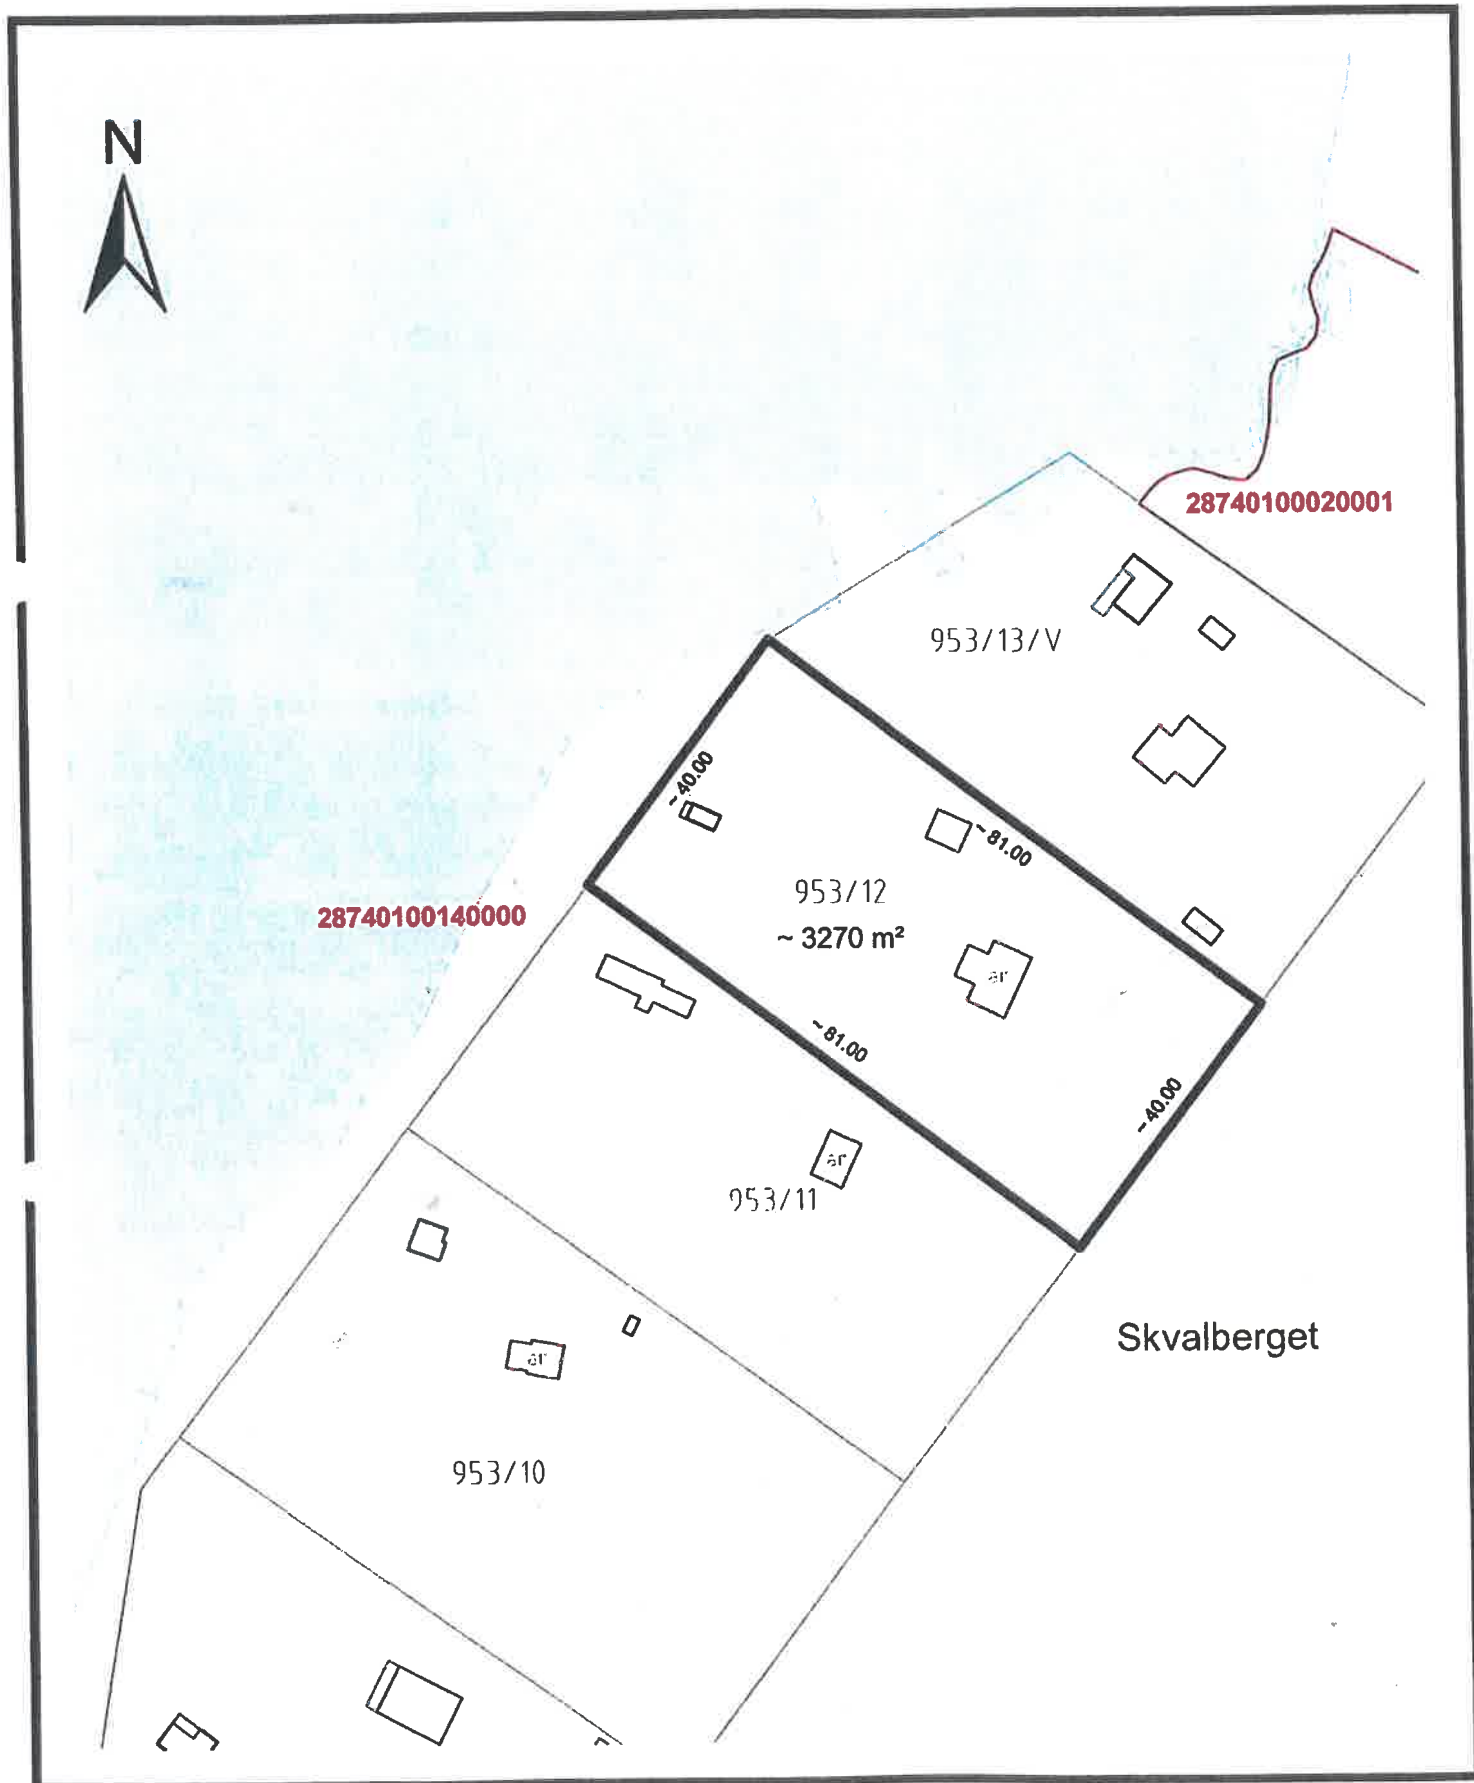 N
28740100020001
953/13/V
~ 40.00
~ 81.00
953/12
28740100140000
~ 3270 m²
ar
~ 81.00
~ 40.00
ar
953/11
Skvalberget
ar
953/10